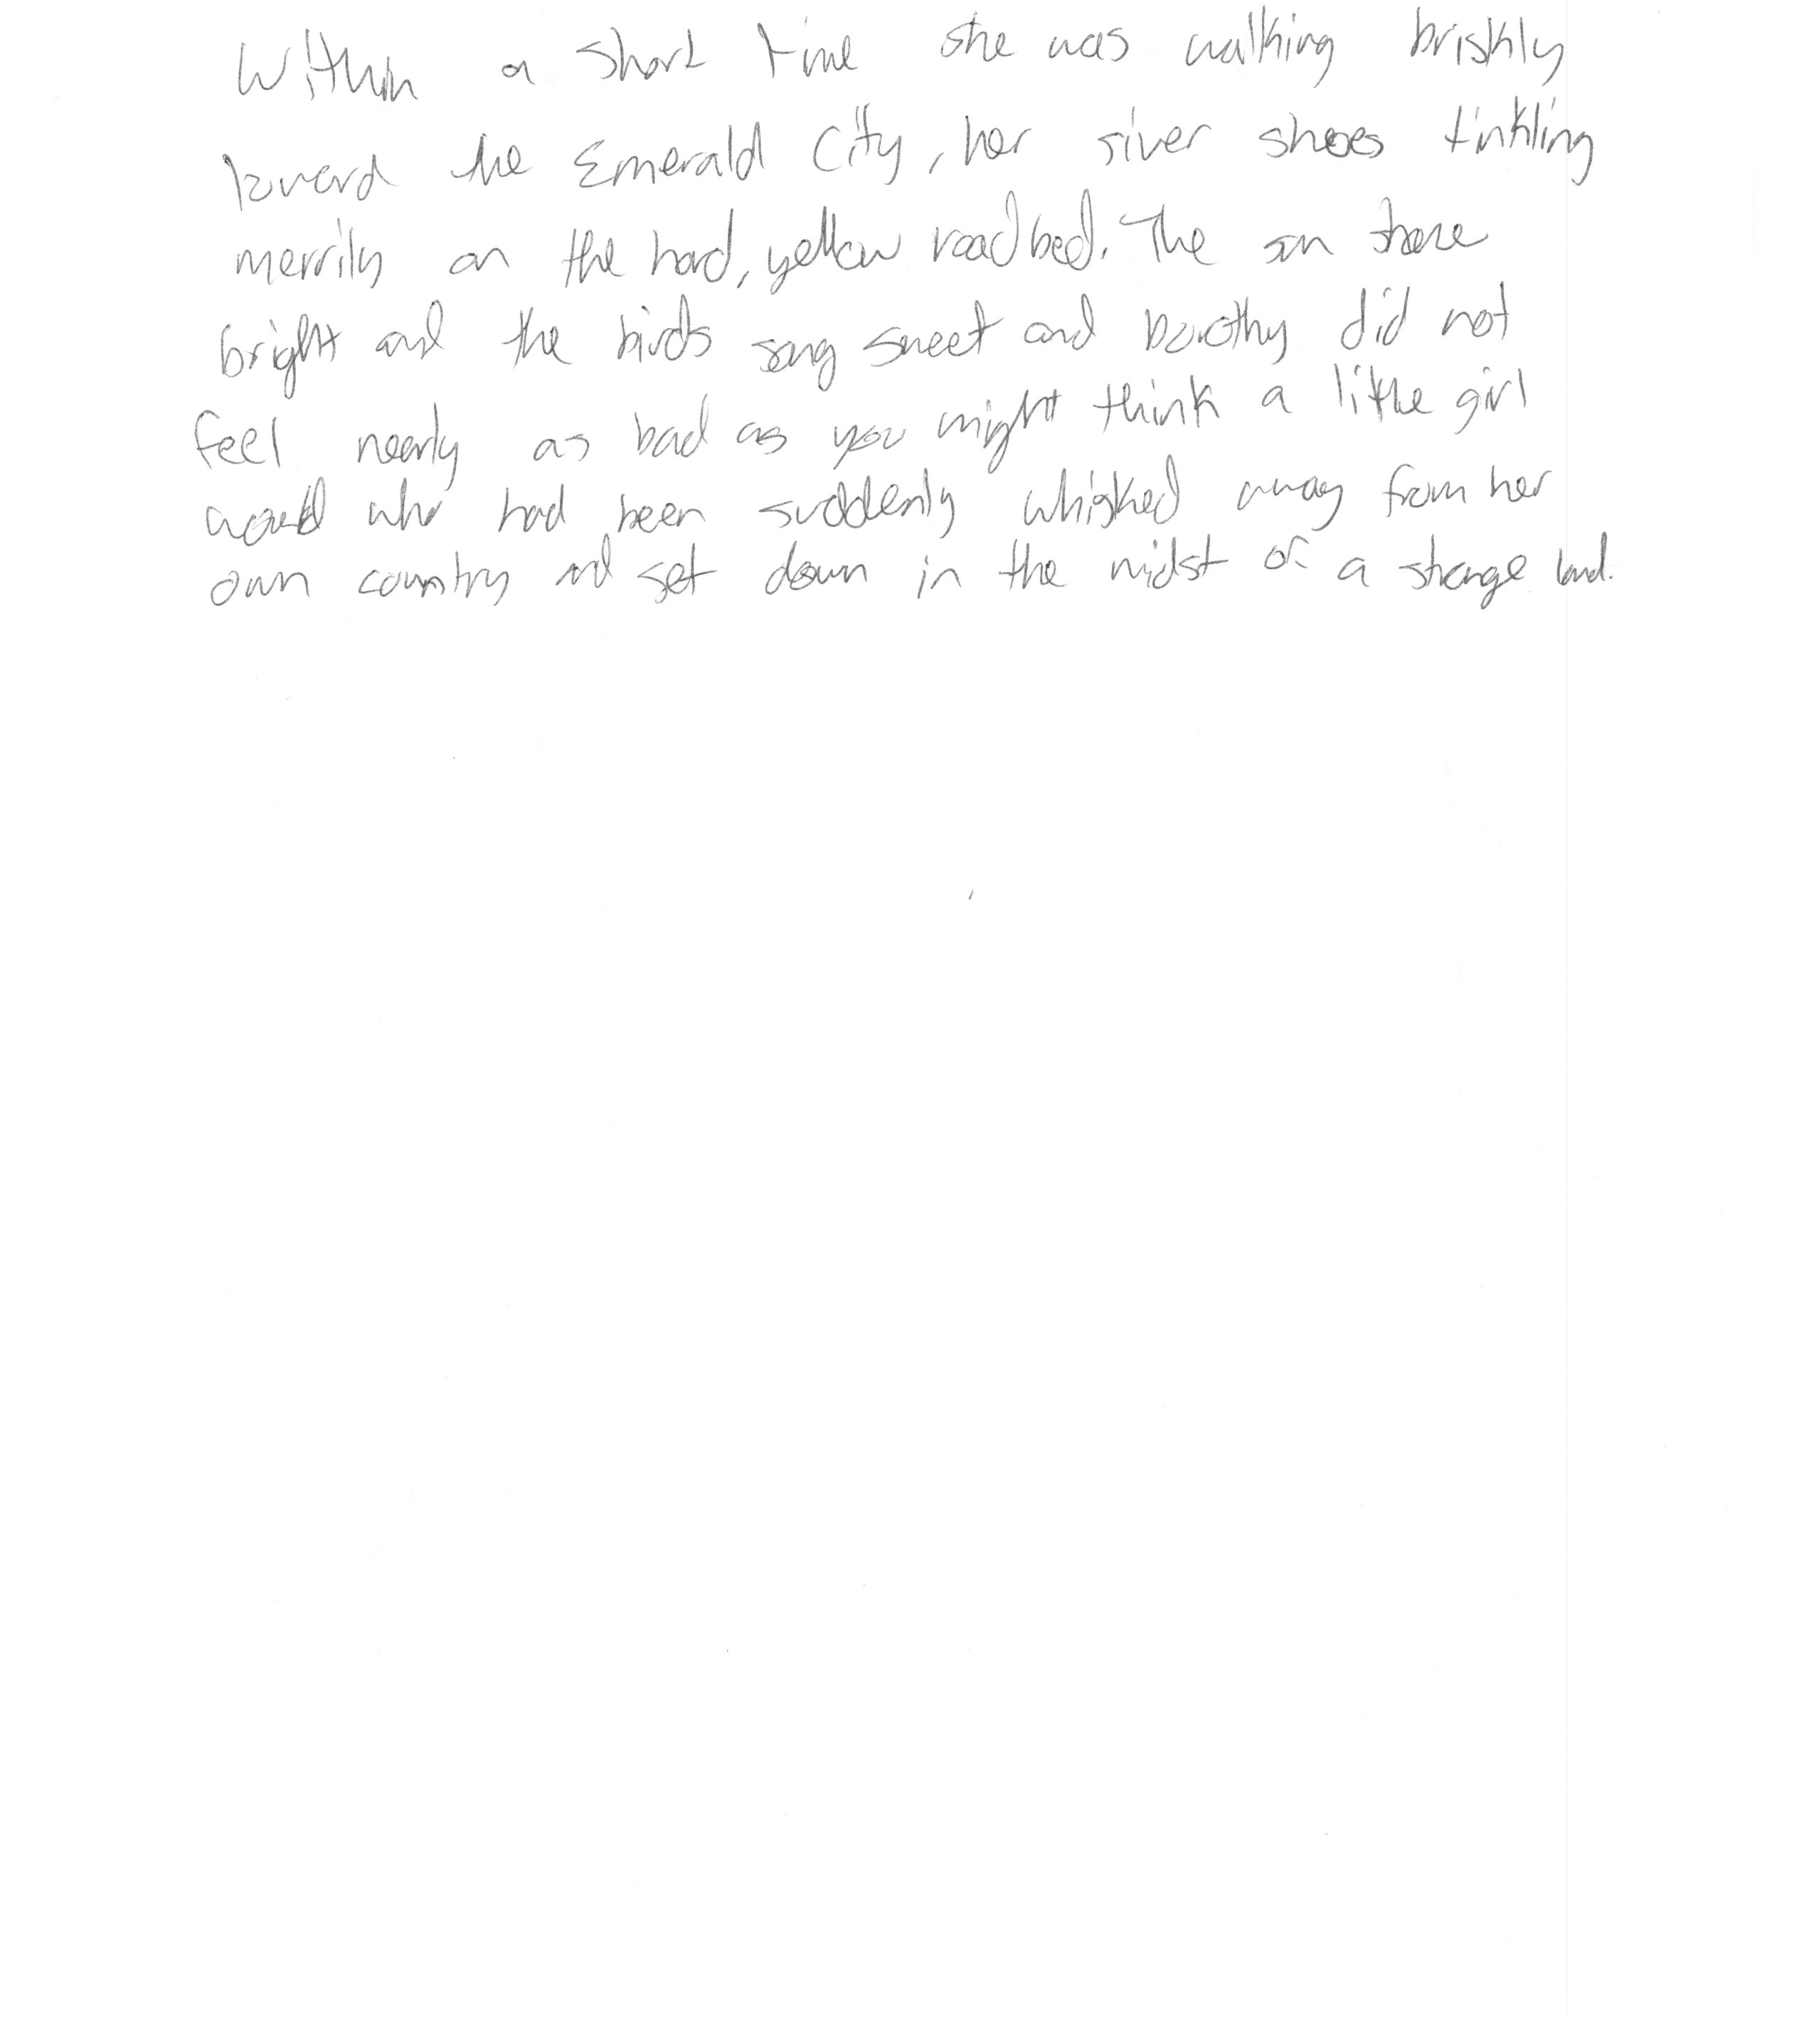 Within a short time she was walking briskly
toward the Emerald City, her siver shoes tinkling
merrily on the hard, yellow road bed. The sun shone
bright and the birds sang sweet and Dorothy did not
feel nearly as bad as you might think a little girl
would who had been suddenly whisked away from her
own country and set down in the midst of a strange land.